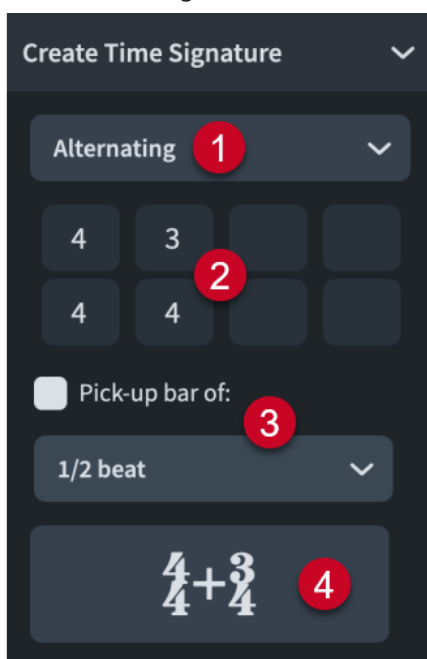 Create Time Signature
Alternating 1
4 3
2
4 4
Pick-up bar of:
3
1/2 beat
4/4+3/4 4